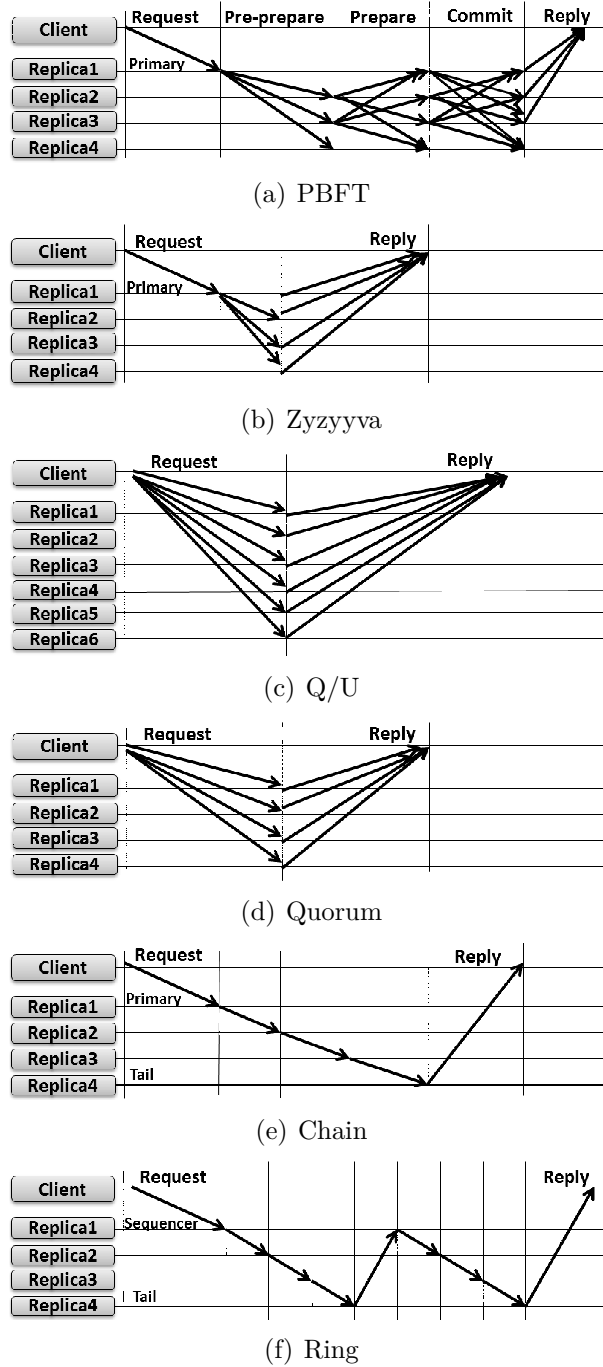 Request Pre-prepare Prepare Commit Reply
Client
Replica1 Primary
Replica2
Replica3
Replica4
(a) PBFT
Request Reply
Client
Replica1 Primary
Replica2
Replica3
Replica4
(b) Zyzyyva
Request Reply
Client
Replica1
Replica2
Replica3
Replica4
Replica5
Replica6
(c) Q/U
Request Reply
Client
Replica1
Replica2
Replica3
Replica4
(d) Quorum
Request Reply
Client
Replica1 Primary
Replica2
Replica3
Replica4 Tail
(e) Chain
Request Reply
Client
Replica1 Sequencer
Replica2
Replica3
Replica4 Tail
(f) Ring